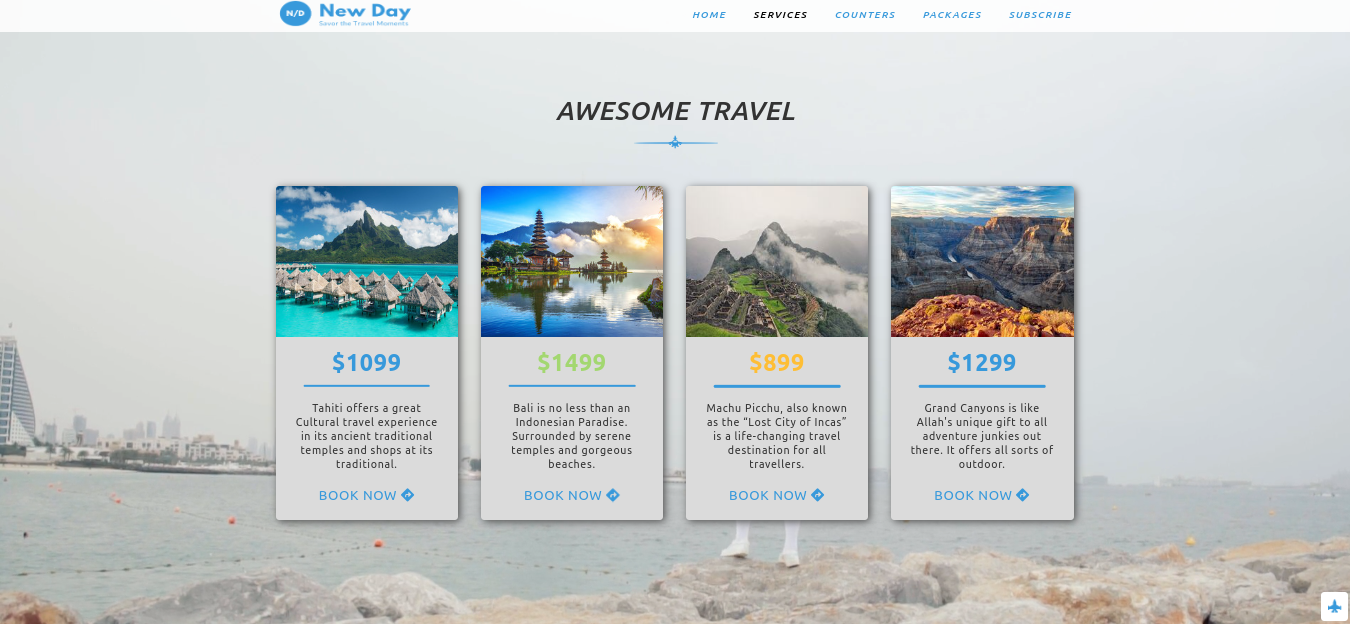 N/D New Day
Savor the Travel Moments
HOME SERVICES COUNTERS PACKAGES SUBSCRIBE
AWESOME TRAVEL
$1099
Tahiti offers a great
Cultural travel experience
in its ancient traditional
temples and shops at its
traditional.
BOOK NOW
$1499
Bali is no less than an
Indonesian Paradise.
Surrounded by serene
temples and gorgeous
beaches.
BOOK NOW
$899
Machu Picchu, also known
as the “Lost City of Incas”
is a life-changing travel
destination for all
travellers.
BOOK NOW
$1299
Grand Canyons is like
Allah's unique gift to all
adventure junkies out
there. It offers all sorts of
outdoor.
BOOK NOW